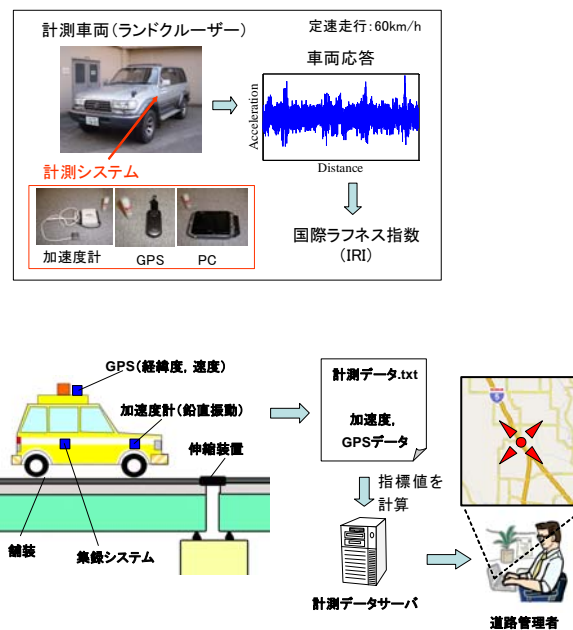 計測車両(ランドクルーザー)
定速走行:60km/h
車両応答
Acceleration
Distance
計測システム
加速度計
GPS
PC
国際ラフネス指数
(IRI)
GPS(経緯度,速度)
加速度計(鉛直振動)
伸縮装置
舗装
集録システム
計測データ.txt
加速度,
GPSデータ
指標値を
計算
計測データサーバ
5
道路管理者